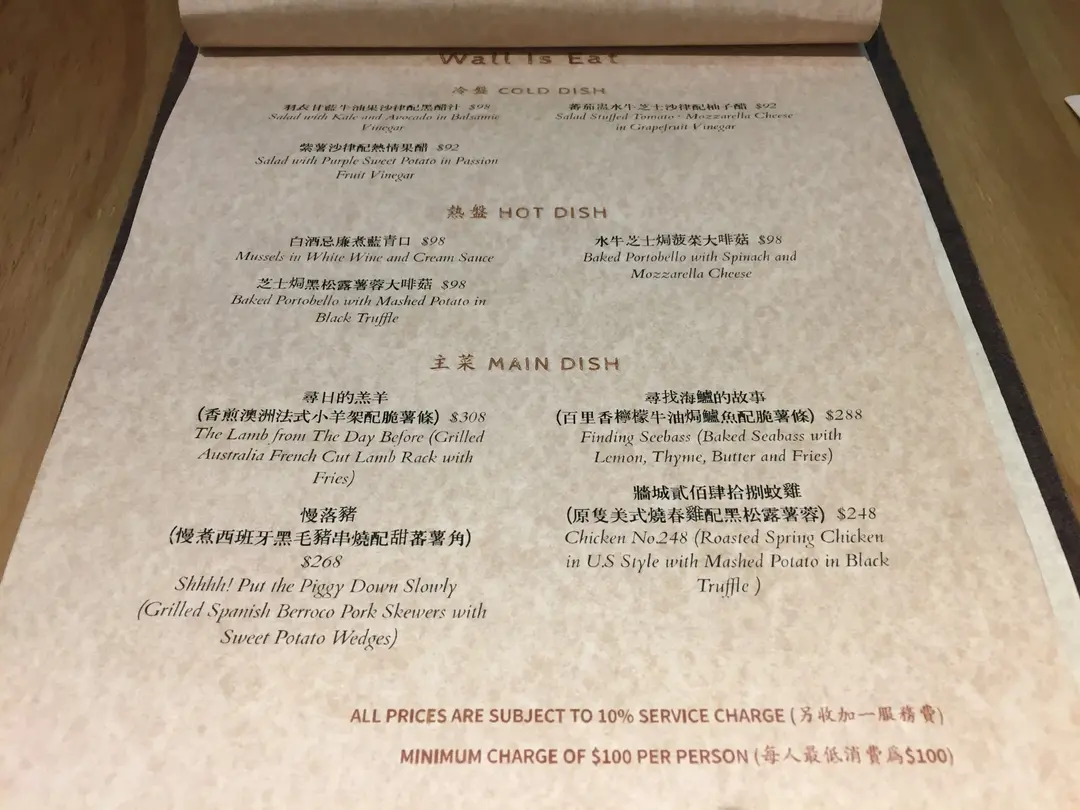 Wall Is Eat
冷盤 COLD DISH
羽衣甘藍牛油果沙律配黑醋汁 $98
Salad with Kale and Avocado in Balsamic
Vinegar
紫薯沙律配熱情果醋 $92
Salad with Purple Sweet Potato in Passion
Fruit Vinegar
番茄黑水牛芝士沙律配柚子醋 $92
Salad Stuffed Tomato · Mozzarella Cheese
in Grapefruit Vinegar
熱盤 HOT DISH
白酒忌廉煮藍青口 $98
Mussels in White Wine and Cream Sauce
芝士焗黑松露薯蓉大啡菇 $98
Baked Portobello with Mashed Potato in
Black Truffle
水牛芝士焗菠菜大啡菇 $98
Baked Portobello with Spinach and
Mozzarella Cheese
主菜 MAIN DISH
尋日的羔羊
(香煎澳洲法式小羊架配脆薯條) $308
The Lamb from The Day Before (Grilled
Australia French Cut Lamb Rack with
Fries)
慢落豬
(慢煮西班牙黑毛豬串燒配甜蕃薯角)
$268
Shhhh! Put the Piggy Down Slowly
(Grilled Spanish Berroco Pork Skewers with
Sweet Potato Wedges)
尋找海鱸的故事
(百里香檸檬牛油焗鱸魚配脆薯條) $288
Finding Seebass (Baked Seabass with
Lemon, Thyme, Butter and Fries)
牆城貳佰肆拾捌蚊雞
(原隻美式燒春雞配黑松露薯蓉) $248
Chicken No.248 (Roasted Spring Chicken
in U.S Style with Mashed Potato in Black
Truffle )
ALL PRICES ARE SUBJECT TO 10% SERVICE CHARGE (另收加一服務費)
MINIMUM CHARGE OF $100 PER PERSON (每人最低消費為$100)